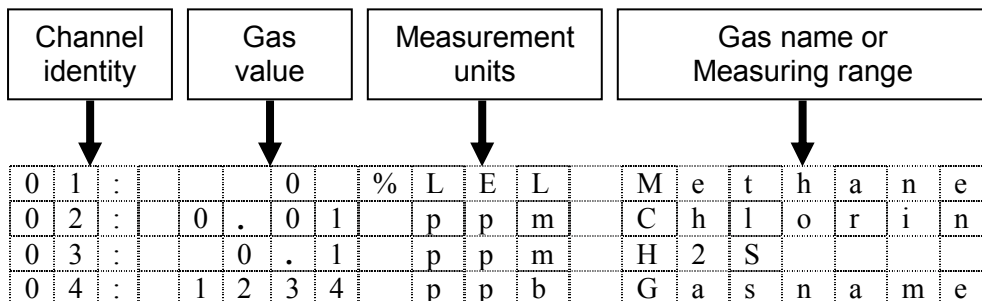 Channel identity
Gas value
Measurement units
Gas name or Measuring range
01: 0 %LEL Methane
02: 0.01 ppm Chlorin
03: 0.1 ppm H2S
04: 1234 ppb Gasname